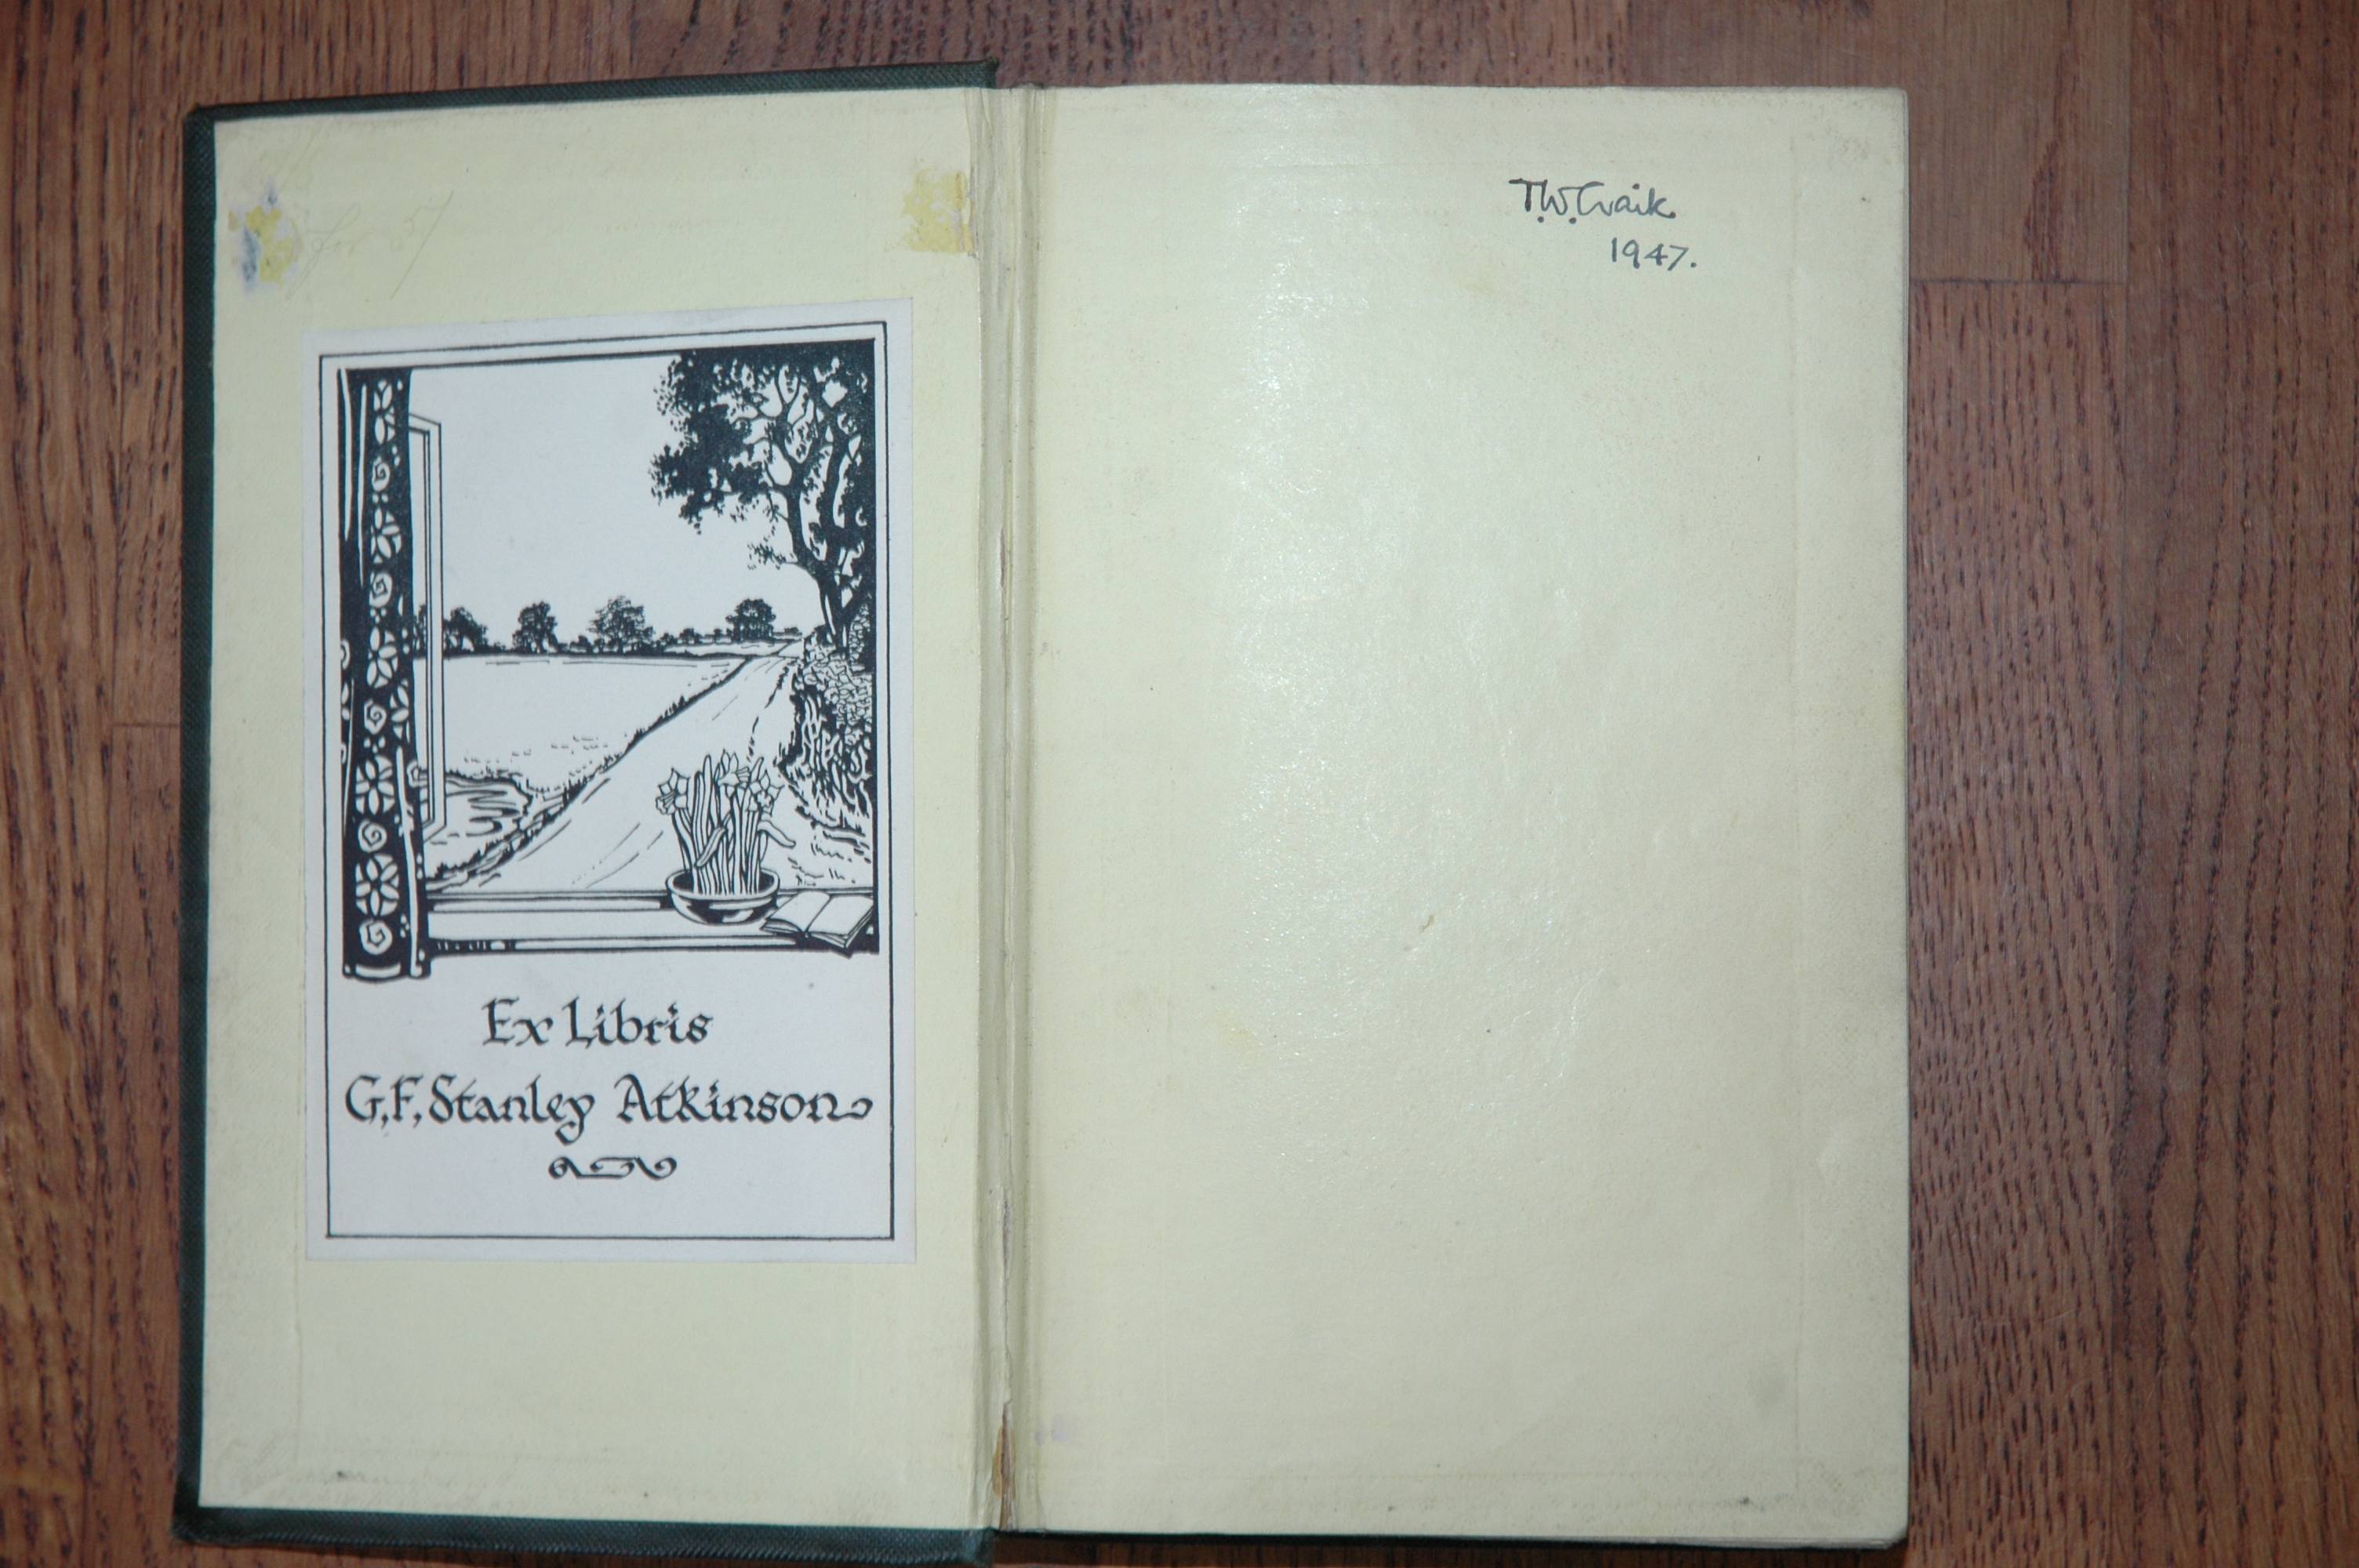 Ex Libris
G.F. Stanley Atkinson
T.W. Craik
1947.